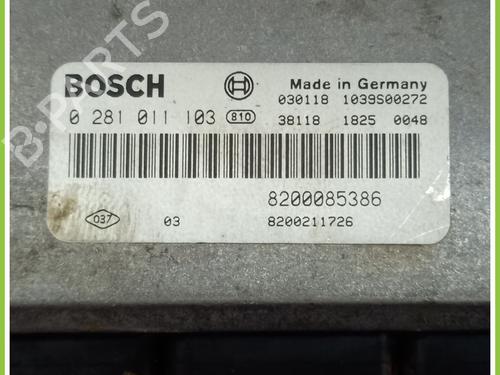 BOSCH Made in Germany
030118 1039S00272
0 281 011 103 810 38118 1825 0048
8200085386
037 03 8200211726
B-Parts